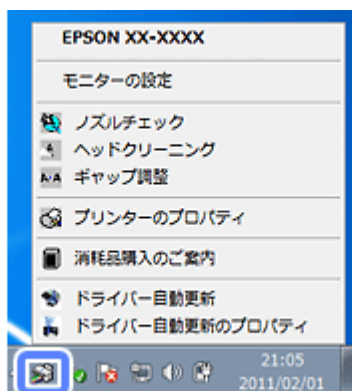 EPSON XX-XXXX
モニターの設定
ノズルチェック
ヘッドクリーニング
ギャップ調整
プリンターのプロパティ
消耗品購入のご案内
ドライバー自動更新
ドライバー自動更新のプロパティ
21:05
2011/02/01